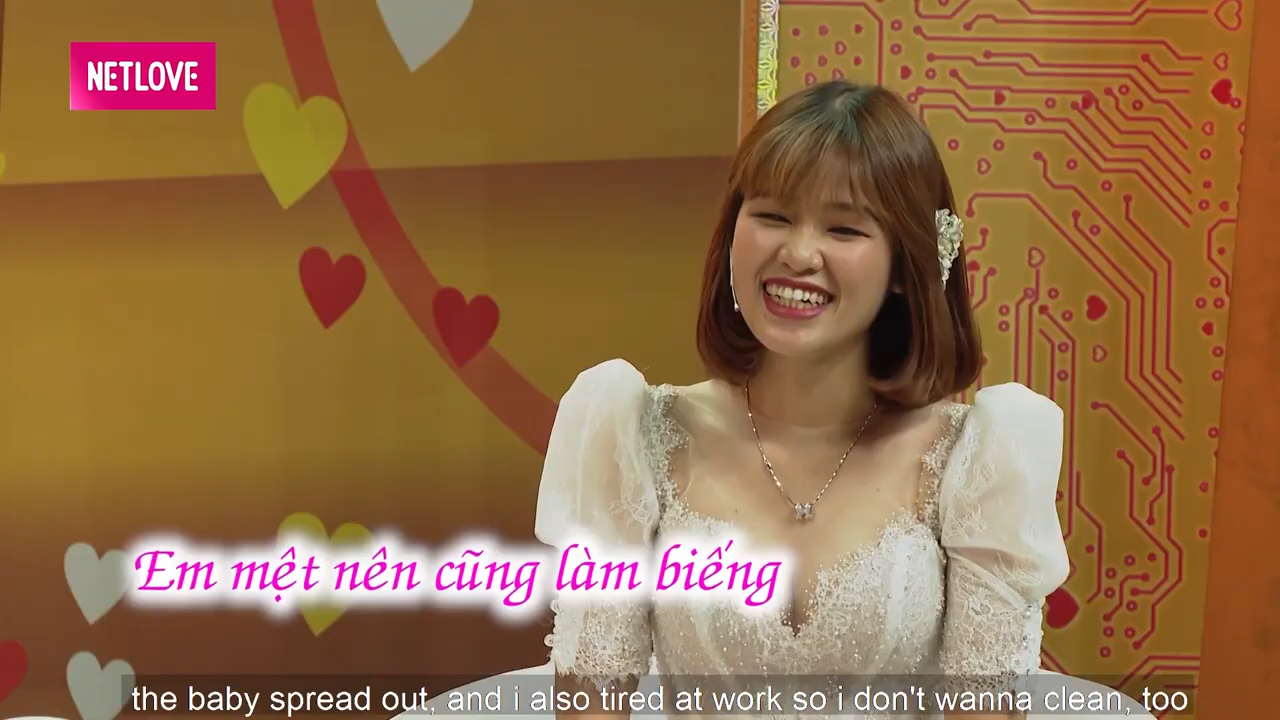 NETLOVE
Em mệt nên cũng làm biếng
the baby spread out, and i also tired at work so i don't wanna clean, too